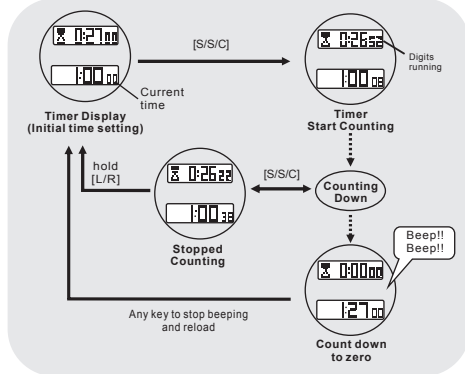 0:27 00
1:00 00
Current
time
Timer Display
(Initial time setting)
[S/S/C]
0:26 52
1:00 08
Digits
running
Timer
Start Counting
hold
[L/R]
0:26 22
1:00 38
Stopped
Counting
[S/S/C]
Counting
Down
Beep!!
Beep!!
0:00 00
1:27 00
Any key to stop beeping
and reload
Count down
to zero